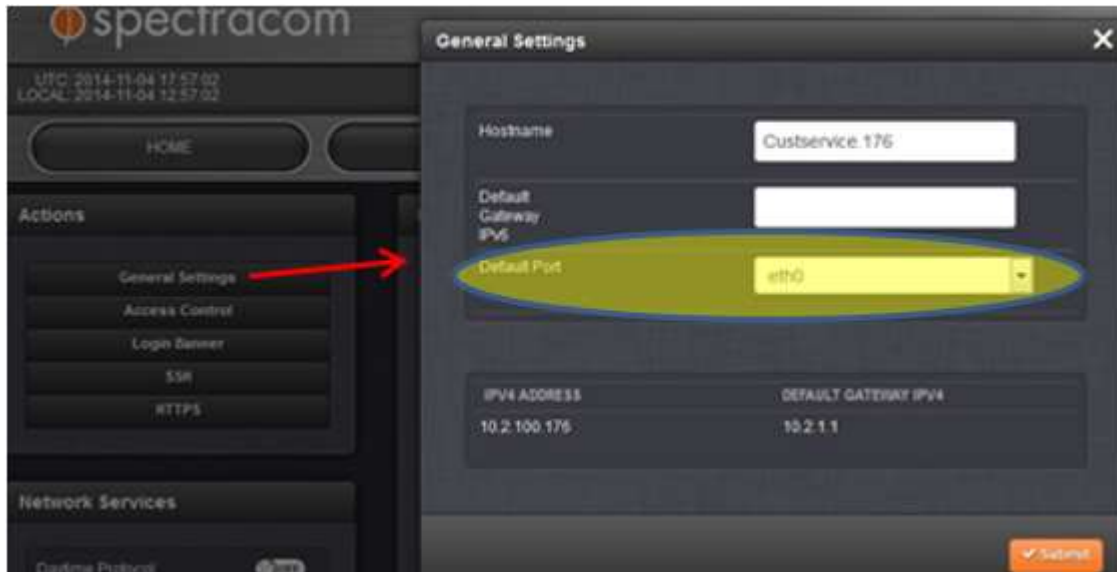 spectracom
UTC: 2014-11-04 17:57:02
LOCAL: 2014-11-04 12:57:02
HOME
Actions
General Settings
Access Control
Login Banner
SSH
HTTPS
Network Services
Daytime Protocol
OFF
General Settings
Hostname
Custservice.176
Default
Gateway
IPv6
Default Port
eth0
IPV4 ADDRESS
DEFAULT GATEWAY IPV4
10.2.100.176
10.2.1.1
Submit